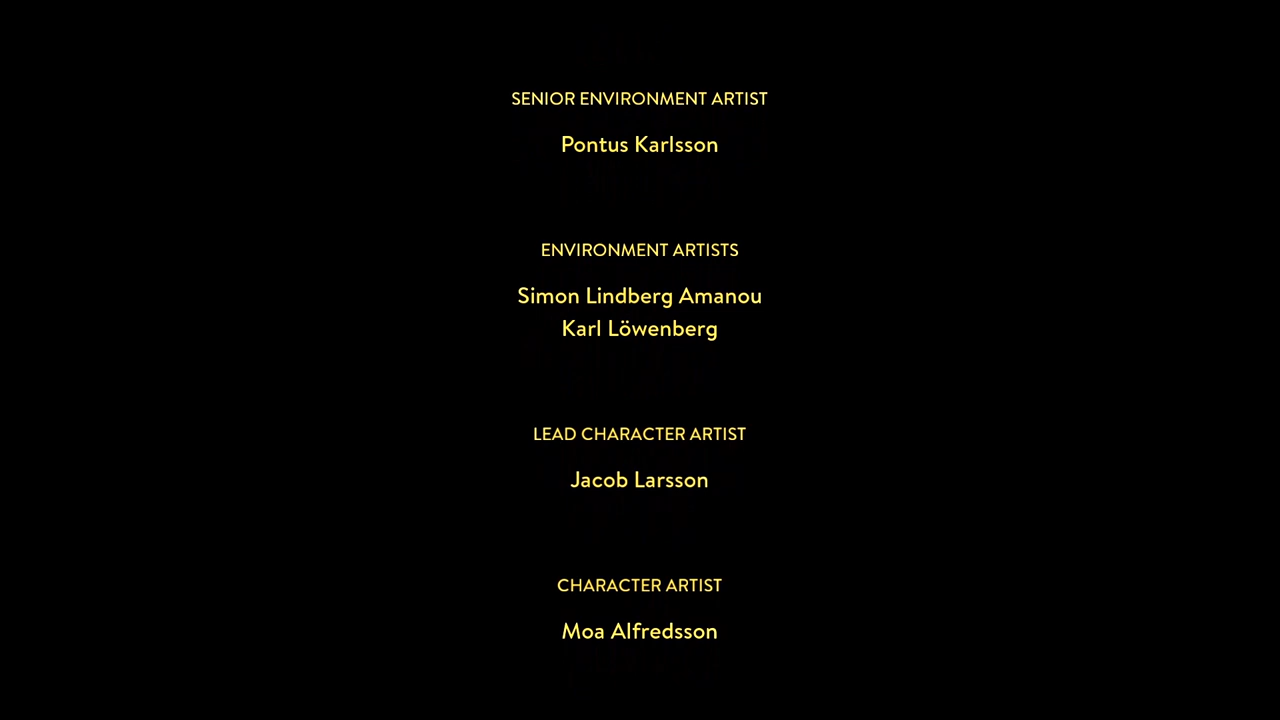 SENIOR ENVIRONMENT ARTIST
Pontus Karlsson
ENVIRONMENT ARTISTS
Simon Lindberg Amanou
Karl Löwenberg
LEAD CHARACTER ARTIST
Jacob Larsson
CHARACTER ARTIST
Moa Alfredsson